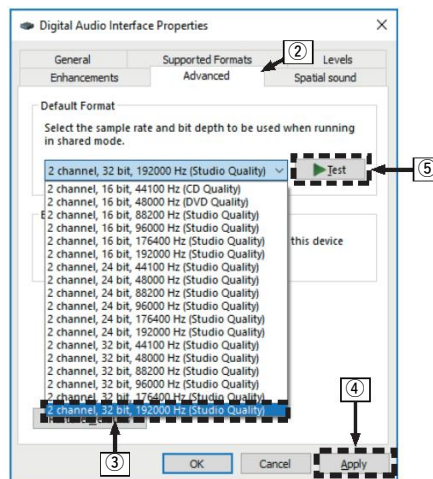 Digital Audio Interface Properties
②
General Supported Formats Levels
Enhancements Advanced Spatial sound
Default Format
Select the sample rate and bit depth to be used when running
in shared mode.
2 channel, 32 bit, 192000 Hz (Studio Quality) Test
⑤
2 channel, 16 bit, 44100 Hz (CD Quality)
2 channel, 16 bit, 48000 Hz (DVD Quality)
2 channel, 16 bit, 88200 Hz (Studio Quality)
2 channel, 16 bit, 96000 Hz (Studio Quality)
2 channel, 16 bit, 176400 Hz (Studio Quality)
this device
2 channel, 16 bit, 192000 Hz (Studio Quality)
2 channel, 24 bit, 44100 Hz (Studio Quality)
2 channel, 24 bit, 48000 Hz (Studio Quality)
2 channel, 24 bit, 88200 Hz (Studio Quality)
2 channel, 24 bit, 96000 Hz (Studio Quality)
2 channel, 24 bit, 176400 Hz (Studio Quality)
2 channel, 24 bit, 192000 Hz (Studio Quality)
2 channel, 32 bit, 44100 Hz (Studio Quality)
2 channel, 32 bit, 48000 Hz (Studio Quality)
2 channel, 32 bit, 88200 Hz (Studio Quality)
2 channel, 32 bit, 96000 Hz (Studio Quality)
2 channel, 32 bit, 176400 Hz (Studio Quality)
2 channel, 32 bit, 192000 Hz (Studio Quality)
④
③
OK Cancel Apply